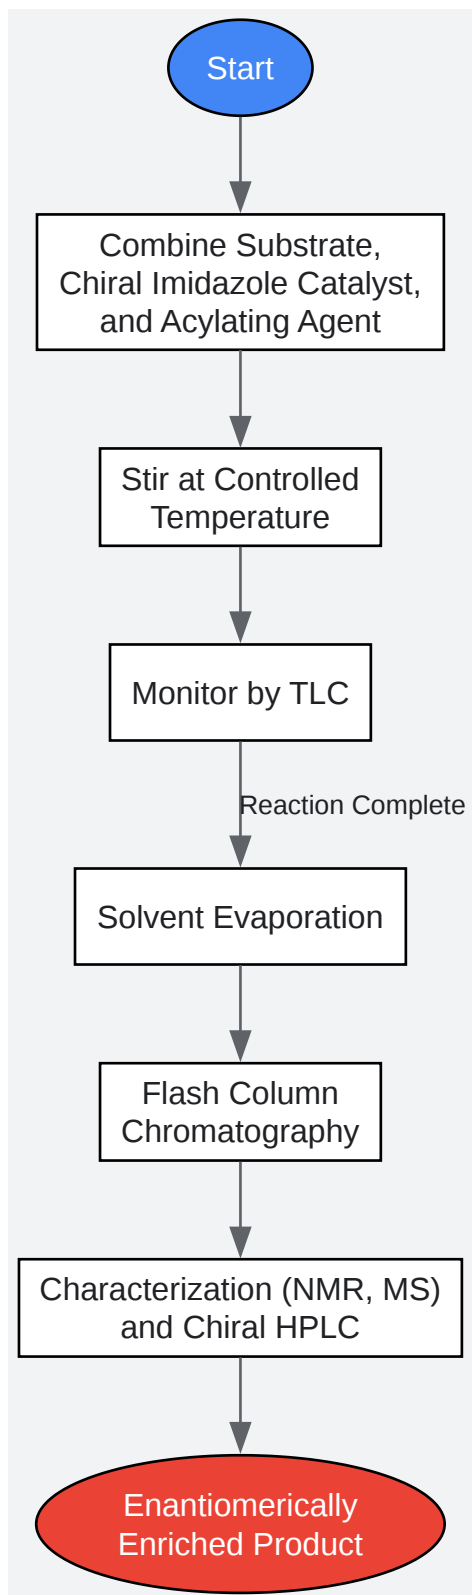 Start
Combine Substrate,
Chiral Imidazole Catalyst,
and Acylating Agent
Stir at Controlled
Temperature
Monitor by TLC
Reaction Complete
Solvent Evaporation
Flash Column
Chromatography
Characterization (NMR, MS)
and Chiral HPLC
Enantiomerically
Enriched Product